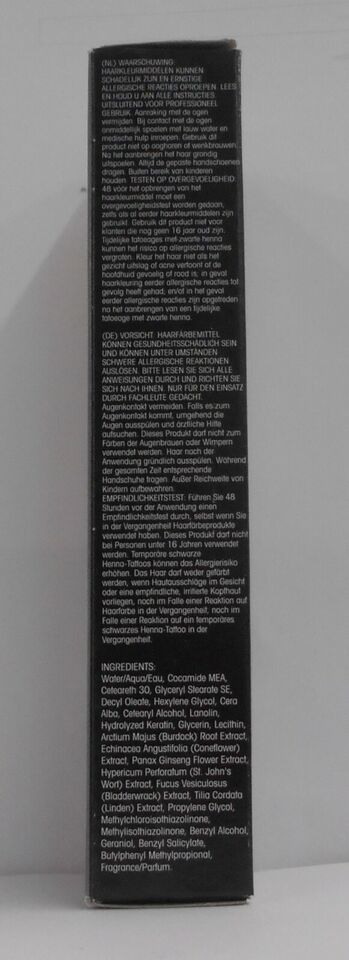 (NL) WAARSCHUWING:
HAARKLEURMIDDELEN KUNNEN
SCHADELIJK ZIJN EN ERNSTIGE
ALLERGISCHE REACTIES OPROEPEN. LEES
EN HOUD U AAN ALLE INSTRUCTIES.
UITSLUITEND VOOR PROFESSIONEEL
GEBRUIK. Aanraking met de ogen
vermijden. Bij contact met de ogen
onmiddelijk spoelen met lauw water en
medische hulp inroepen. Gebruik dit
product niet op oogharen of wenkbrauwen.
Na het aanbrengen het haar grondig
uitspoelen. Altijd de gepaste handschoenen
dragen. Buiten bereik van kinderen
houden. TESTEN OP OVERGEVOELIGHEID:
48 vóór het opbrengen van het
haarkleurmiddel moet een
overgevoeligheidstest worden gedaan,
zelfs als al eerder haarkleurmiddelen zijn
gebruikt. Gebruik dit product niet voor
klanten die nog geen 16 jaar oud zijn.
Tijdelijke tatoeages met zwarte henna
kunnen het risico op allergische reacties
vergroten. Kleur het haar niet als het
gezicht uitslag of acne vertoont of de
hoofdhuid gevoelig of rood is; in geval
haarkleuring eerder allergische reacties tot
gevolg heeft gehad; en/of in het geval
eerder allergische reacties zijn opgetreden
na het aanbrengen van een tijdelijke
tatoeage met zwarte henna.
(DE) VORSICHT: HAARFÄRBEMITTEL
KÖNNEN GESUNDHEITSSCHÄDLICH SEIN
UND KÖNNEN UNTER UMSTÄNDEN
SCHWERE ALLERGISCHE REAKTIONEN
AUSLÖSEN. BITTE LESEN SIE SICH ALLE
ANWEISUNGEN DURCH UND RICHTEN SIE
SICH NACH IHNEN. NUR FÜR DEN EINSATZ
DURCH FACHLEUTE GEDACHT.
Augenkontakt vermeiden. Falls es zum
Augenkontakt kommt, umgehend die
Augen ausspülen und ärztliche Hilfe
aufsuchen. Dieses Produkt darf nicht zum
Färben der Augenbrauen oder Wimpern
verwendet werden. Haar nach der
Anwendung gründlich ausspülen. Während
der gesamten Zeit entsprechende
Handschuhe tragen. Außer Reichweite von
Kindern aufbewahren.
EMPFINDLICHKEITSTEST: Führen Sie 48
Stunden vor der Anwendung einen
Empfindlichkeitstest durch, selbst wenn Sie
in der Vergangenheit Haarfärbeprodukte
verwendet haben. Dieses Produkt darf nicht
bei Personen unter 16 Jahren verwendet
werden. Temporäre schwarze
Henna-Tattoos können das Allergierisiko
erhöhen. Das Haar darf weder gefärbt
werden, wenn Hautausschläge im Gesicht
oder eine empfindliche, irritierte Kopfhaut
vorliegen, noch im Falle einer Reaktion auf
Haarfarbe in der Vergangenheit, noch im
Falle einer Reaktion auf ein temporäres
schwarzes Henna-Tattoo in der
Vergangenheit.
INGREDIENTS:
Water/Aqua/Eau, Cocamide MEA,
Ceteareth 30, Glyceryl Stearate SE,
Decyl Oleate, Hexylene Glycol, Cera
Alba, Cetearyl Alcohol, Lanolin,
Hydrolyzed Keratin, Glycerin, Lecithin,
Arctium Majus (Burdock) Root Extract,
Echinacea Angustifolia (Coneflower)
Extract, Panax Ginseng Flower Extract,
Hypericum Perforatum (St. John's
Wort) Extract, Fucus Vesiculosus
(Bladderwrack) Extract, Tilia Cordata
(Linden) Extract, Propylene Glycol,
Methylchloroisothiazolinone,
Methylisothiazolinone, Benzyl Alcohol,
Geraniol, Benzyl Salicylate,
Butylphenyl Methylpropional,
Fragrance/Parfum.